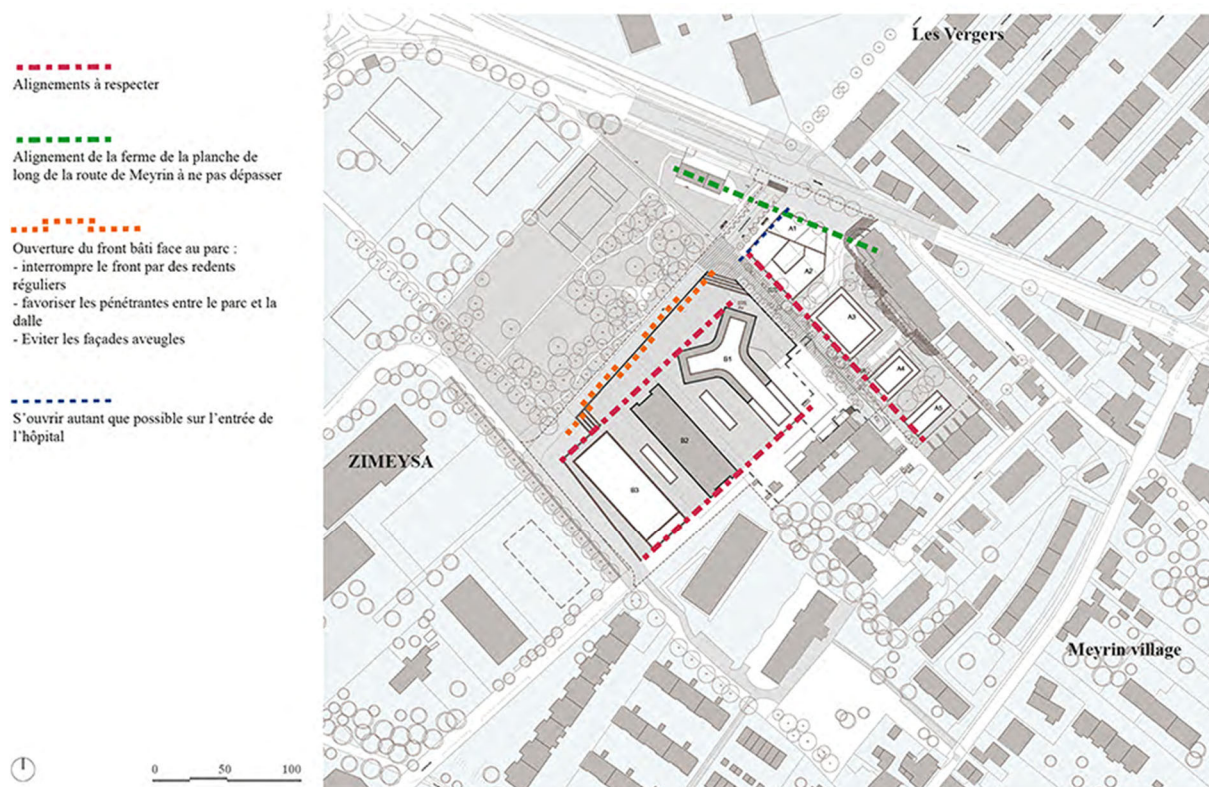 Alignements à respecter
Alignement de la ferme de la planche de
long de la route de Meyrin à ne pas dépasser
Ouverture du front bâti face au parc :
- interrompre le front par des redents
réguliers
- favoriser les pénétrantes entre le parc et la
dalle
- Eviter les façades aveugles
S'ouvrir autant que possible sur l'entrée de
l'hôpital
0 50 100
Les Vergers
A1
A2
A3
A4
A5
B1
B2
B3
ZIMEYSA
Meyrin village